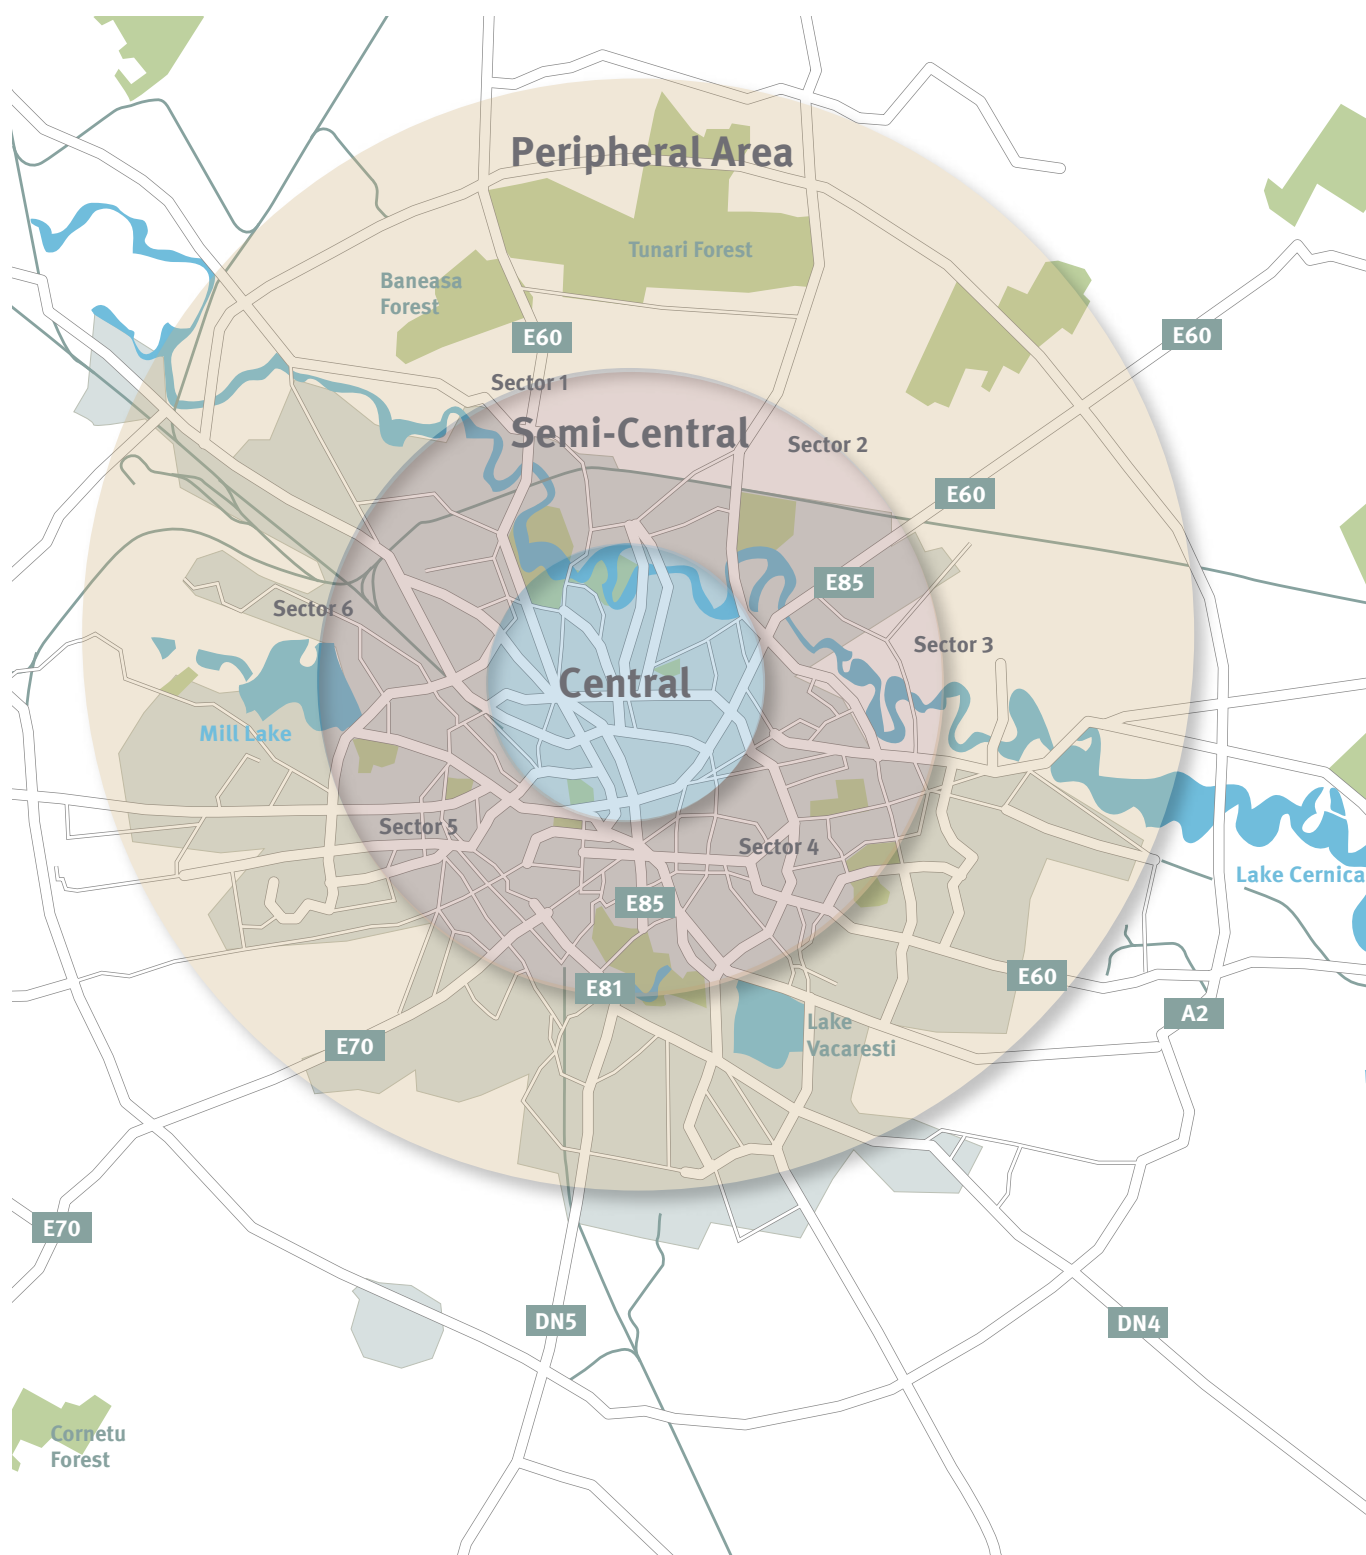 Peripheral Area
Tunari Forest
Baneasa
Forest
E60
E60
Sector 1
Semi-Central
Sector 2
E60
E85
Sector 6
Sector 3
Central
Mill Lake
Sector 5
Sector 4
Lake Cernica
E85
E60
E81
A2
Lake
Vacaresti
E70
E70
DN5
DN4
Cornetu
Forest